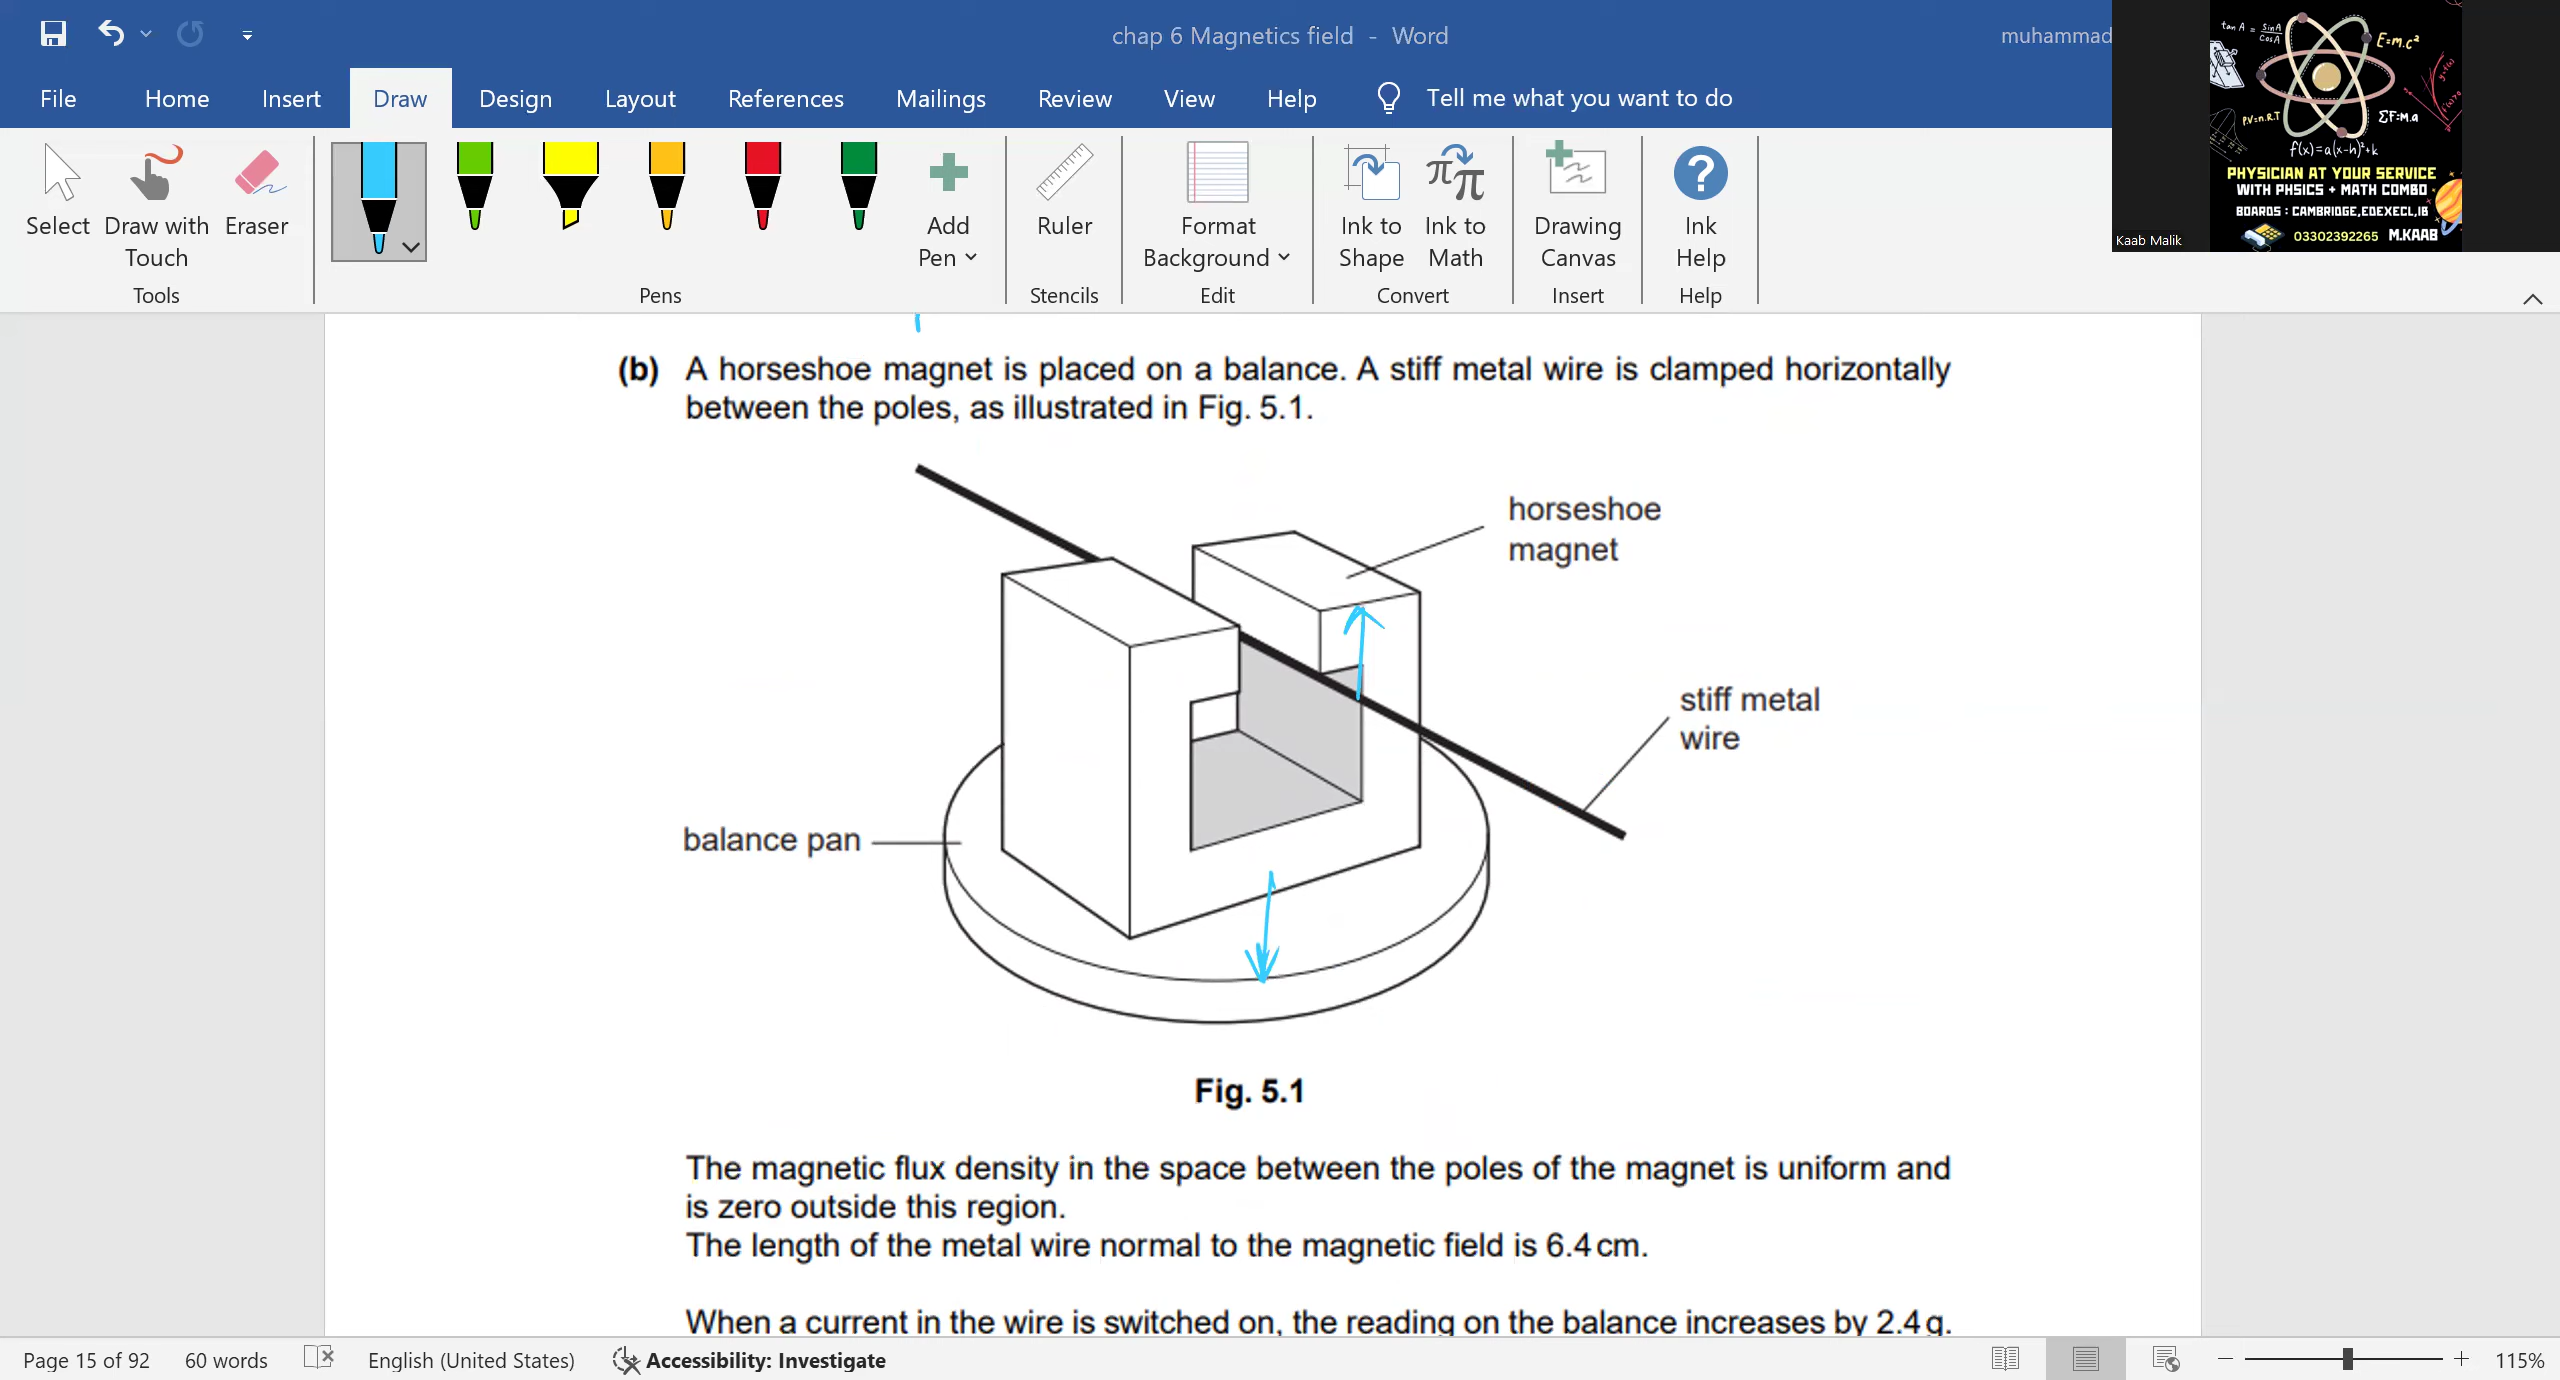 chap 6 Magnetics field - Word
muhammad
File Home Insert Draw Design Layout References Mailings Review View Help Tell me what you want to do
Select
Draw with Touch
Eraser
Tools
Pens
Add Pen
Ruler
Stencils
Format Background
Edit
Ink to Shape
Ink to Math
Convert
Drawing Canvas
Insert
Ink Help
Help
tan A = SinA / CosA
E=m.c²
P.V=n.R.T
ΣF=M.a
f(x)=a(x-h)²+k
PHYSICIAN AT YOUR SERVICE
WITH PHSICS + MATH COMBO
BOARDS : CAMBRIDGE,EDEXECL,IB
03302392265 M.KAAB
Kaab Malik
(b) A horseshoe magnet is placed on a balance. A stiff metal wire is clamped horizontally
between the poles, as illustrated in Fig. 5.1.
horseshoe
magnet
stiff metal
wire
balance pan
Fig. 5.1
The magnetic flux density in the space between the poles of the magnet is uniform and
is zero outside this region.
The length of the metal wire normal to the magnetic field is 6.4 cm.
When a current in the wire is switched on, the reading on the balance increases by 2.4 g.
Page 15 of 92 60 words English (United States) Accessibility: Investigate 115%